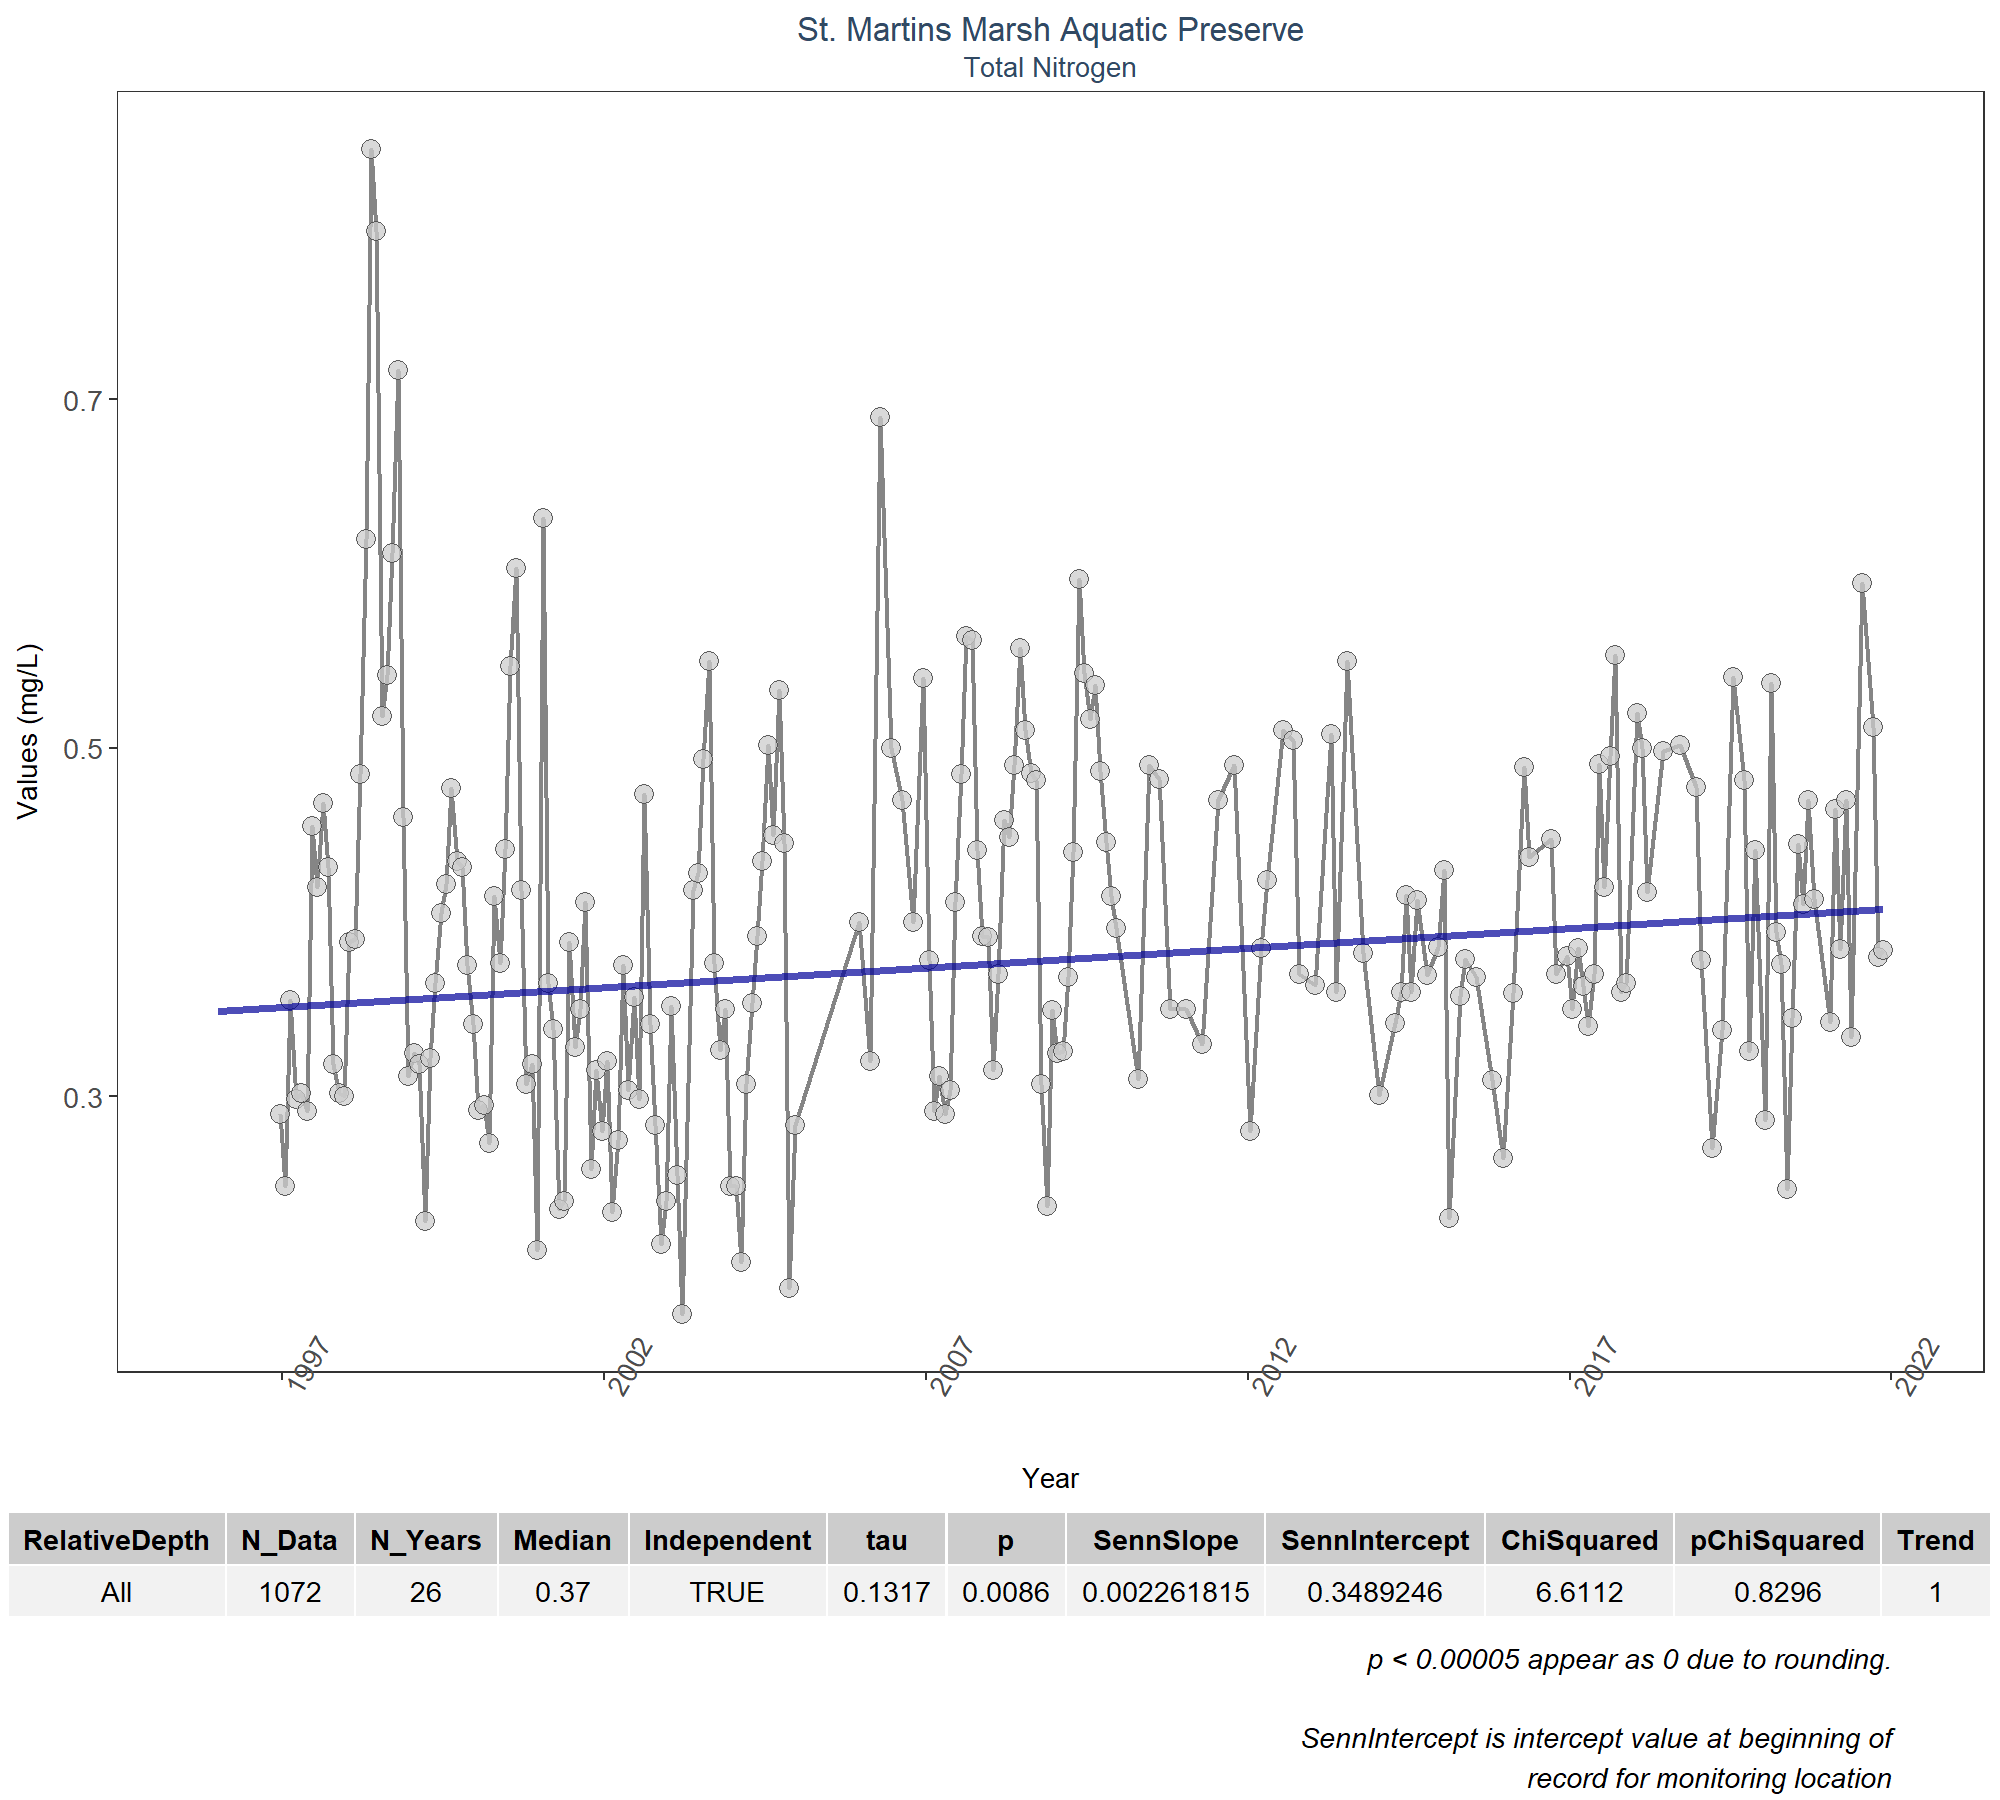 St. Martins Marsh Aquatic Preserve
Total Nitrogen
Values (mg/L)
0.7
0.5
0.3
1997 2002 2007 2012 2017 2022
Year
RelativeDepth N_Data N_Years Median Independent tau p SennSlope SennIntercept ChiSquared pChiSquared Trend
All 1072 26 0.37 TRUE 0.1317 0.0086 0.002261815 0.3489246 6.6112 0.8296 1
p < 0.00005 appear as 0 due to rounding.
SennIntercept is intercept value at beginning of
record for monitoring location